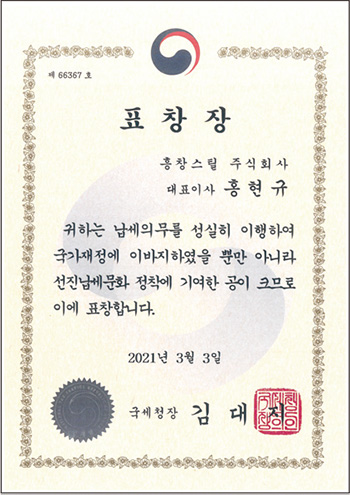 제 66367 호
표 창 장
흥창스틸 주식회사
대표이사 홍현규
귀하는 납세의무를 성실히 이행하여
국가재정에 이바지하였을 뿐만 아니라
선진납세문화 정착에 기여한 공이 크므로
이에 표창합니다.
2021년 3월 3일
국세청장 김 대 지